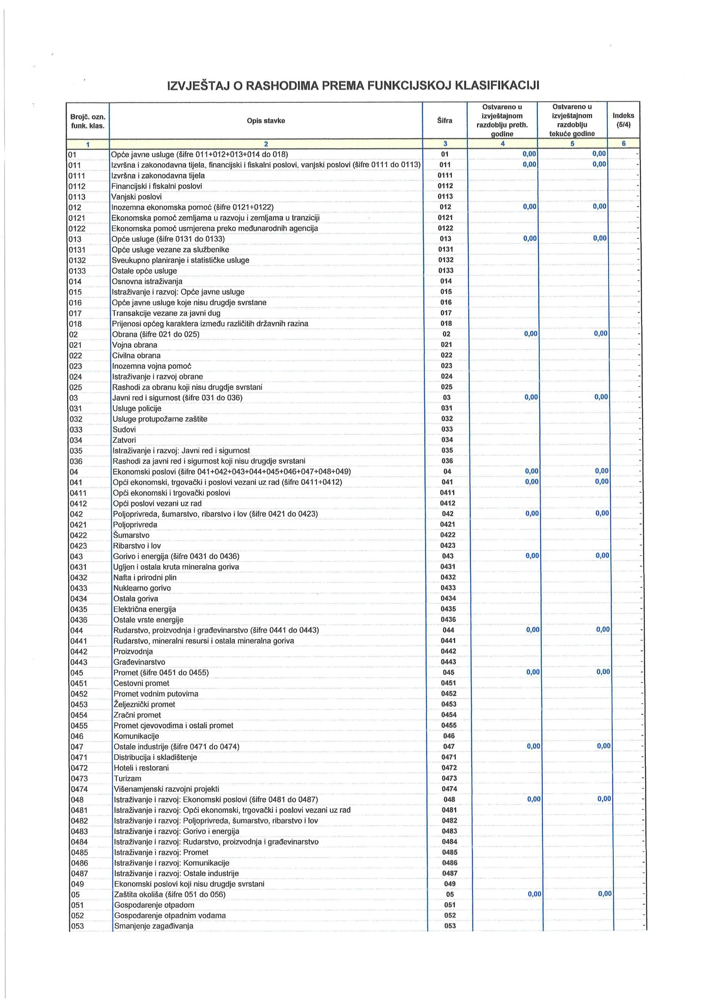 IZVJEŠTAJ O RASHODIMA PREMA FUNKCIJSKOJ KLASIFIKACIJI
Brojč. ozn. funk. klas. Opis stavke Šifra Ostvareno u izvještajnom razdoblju preth. godine Ostvareno u izvještajnom razdoblju tekuće godine Indeks (5/4)
1 2 3 4 5 6
01 Opće javne usluge (šifre 011+012+013+014 do 018) 01 0,00 0,00 -
011 Izvršna i zakonodavna tijela, financijski i fiskalni poslovi, vanjski poslovi (šifre 0111 do 0113) 011 0,00 0,00 -
0111 Izvršna i zakonodavna tijela 0111 -
0112 Financijski i fiskalni poslovi 0112 -
0113 Vanjski poslovi 0113 -
012 Inozemna ekonomska pomoć (šifre 0121+0122) 012 0,00 0,00 -
0121 Ekonomska pomoć zemljama u razvoju i zemljama u tranziciji 0121 -
0122 Ekonomska pomoć usmjerena preko međunarodnih agencija 0122 -
013 Opće usluge (šifre 0131 do 0133) 013 0,00 0,00 -
0131 Opće usluge vezane za službenike 0131 -
0132 Sveukupno planiranje i statističke usluge 0132 -
0133 Ostale opće usluge 0133 -
014 Osnovna istraživanja 014 -
015 Istraživanje i razvoj: Opće javne usluge 015 -
016 Opće javne usluge koje nisu drugdje svrstane 016 -
017 Transakcije vezane za javni dug 017 -
018 Prijenosi općeg karaktera između različitih državnih razina 018 -
02 Obrana (šifre 021 do 025) 02 0,00 0,00 -
021 Vojna obrana 021 -
022 Civilna obrana 022 -
023 Inozemna vojna pomoć 023 -
024 Istraživanje i razvoj obrane 024 -
025 Rashodi za obranu koji nisu drugdje svrstani 025 -
03 Javni red i sigurnost (šifre 031 do 036) 03 0,00 0,00 -
031 Usluge policije 031 -
032 Usluge protupožarne zaštite 032 -
033 Sudovi 033 -
034 Zatvori 034 -
035 Istraživanje i razvoj: Javni red i sigurnost 035 -
036 Rashodi za javni red i sigurnost koji nisu drugdje svrstani 036 -
04 Ekonomski poslovi (šifre 041+042+043+044+045+046+047+048+049) 04 0,00 0,00 -
041 Opći ekonomski, trgovački i poslovi vezani uz rad (šifre 0411+0412) 041 0,00 0,00 -
0411 Opći ekonomski i trgovački poslovi 0411 -
0412 Opći poslovi vezani uz rad 0412 -
042 Poljoprivreda, šumarstvo, ribarstvo i lov (šifre 0421 do 0423) 042 0,00 0,00 -
0421 Poljoprivreda 0421 -
0422 Šumarstvo 0422 -
0423 Ribarstvo i lov 0423 -
043 Gorivo i energija (šifre 0431 do 0436) 043 0,00 0,00 -
0431 Ugljen i ostala kruta mineralna goriva 0431 -
0432 Nafta i prirodni plin 0432 -
0433 Nuklearno gorivo 0433 -
0434 Ostala goriva 0434 -
0435 Električna energija 0435 -
0436 Ostale vrste energije 0436 -
044 Rudarstvo, proizvodnja i građevinarstvo (šifre 0441 do 0443) 044 0,00 0,00 -
0441 Rudarstvo, mineralni resursi i ostala mineralna goriva 0441 -
0442 Proizvodnja 0442 -
0443 Građevinarstvo 0443 -
045 Promet (šifre 0451 do 0455) 045 0,00 0,00 -
0451 Cestovni promet 0451 -
0452 Promet vodnim putovima 0452 -
0453 Željeznički promet 0453 -
0454 Zračni promet 0454 -
0455 Promet cjevovodima i ostali promet 0455 -
046 Komunikacije 046 -
047 Ostale industrije (šifre 0471 do 0474) 047 0,00 0,00 -
0471 Distribucija i skladištenje 0471 -
0472 Hoteli i restorani 0472 -
0473 Turizam 0473 -
0474 Višenamjenski razvojni projekti 0474 -
048 Istraživanje i razvoj: Ekonomski poslovi (šifre 0481 do 0487) 048 0,00 0,00 -
0481 Istraživanje i razvoj: Opći ekonomski, trgovački i poslovi vezani uz rad 0481 -
0482 Istraživanje i razvoj: Poljoprivreda, šumarstvo, ribarstvo i lov 0482 -
0483 Istraživanje i razvoj: Gorivo i energija 0483 -
0484 Istraživanje i razvoj: Rudarstvo, proizvodnja i građevinarstvo 0484 -
0485 Istraživanje i razvoj: Promet 0485 -
0486 Istraživanje i razvoj: Komunikacije 0486 -
0487 Istraživanje i razvoj: Ostale industrije 0487 -
049 Ekonomski poslovi koji nisu drugdje svrstani 049 -
05 Zaštita okoliša (šifre 051 do 056) 05 0,00 0,00 -
051 Gospodarenje otpadom 051 -
052 Gospodarenje otpadnim vodama 052 -
053 Smanjenje zagađivanja 053 -